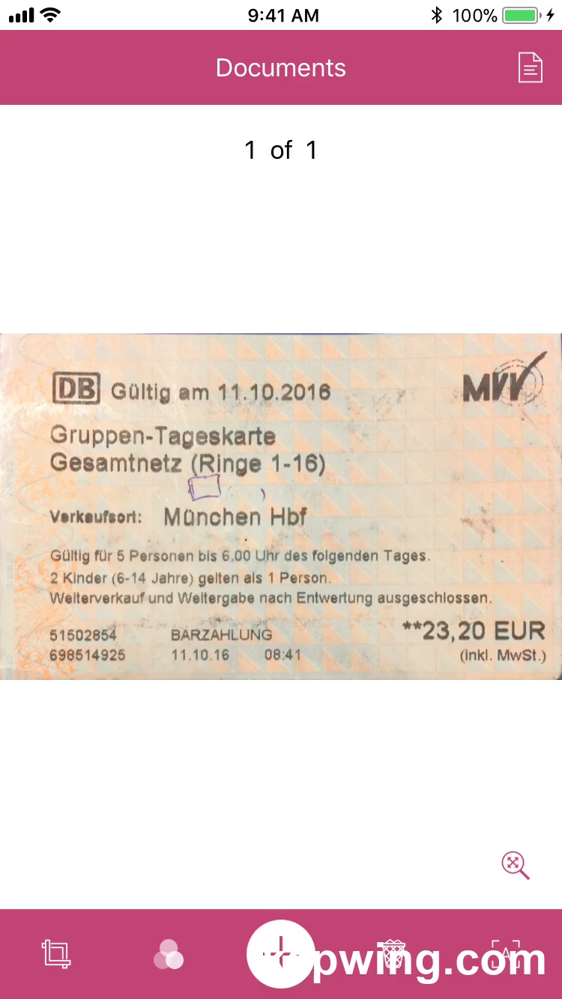 9:41 AM
100%
Documents
1 of 1
DB Gültig am 11.10.2016
MVV
Gruppen-Tageskarte
Gesamtnetz (Ringe 1-16)
Verkaufsort: München Hbf
Gültig für 5 Personen bis 6.00 Uhr des folgenden Tages.
2 Kinder (6-14 Jahre) gelten als 1 Person.
Weiterverkauf und Weitergabe nach Entwertung ausgeschlossen.
51502854 BARZAHLUNG **23,20 EUR
698514925 11.10.16 08:41 (inkl. MwSt.)
A